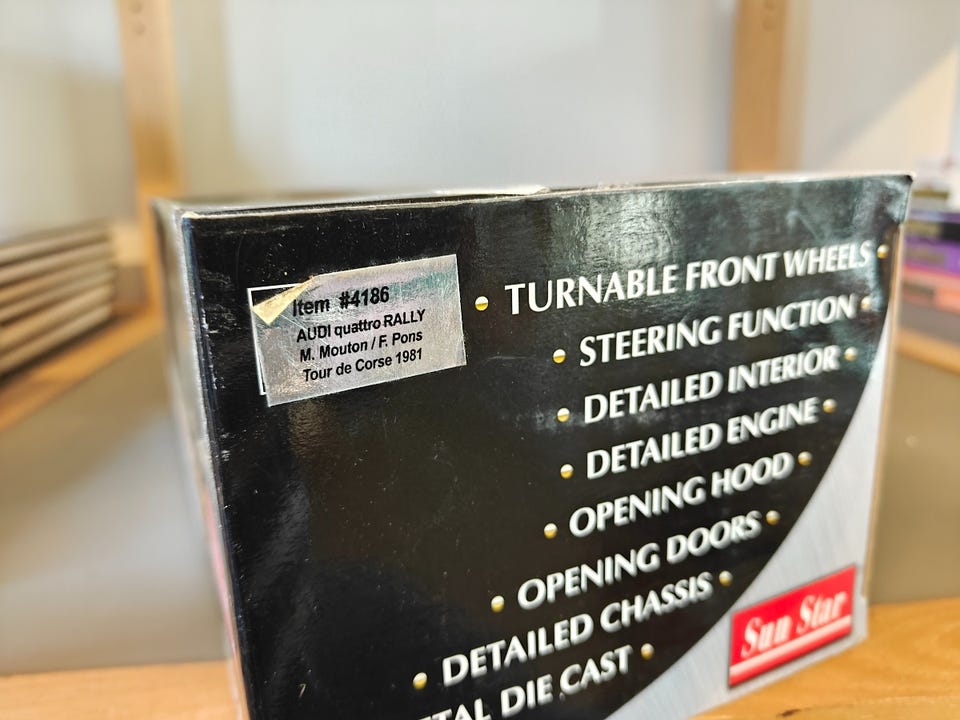 Item #4186
AUDI quattro RALLY
M. Mouton / F. Pons
Tour de Corse 1981
• TURNABLE FRONT WHEELS •
• STEERING FUNCTION •
• DETAILED INTERIOR •
• DETAILED ENGINE •
• OPENING HOOD •
• OPENING DOORS •
• DETAILED CHASSIS •
DIE CAST •
Sun Star